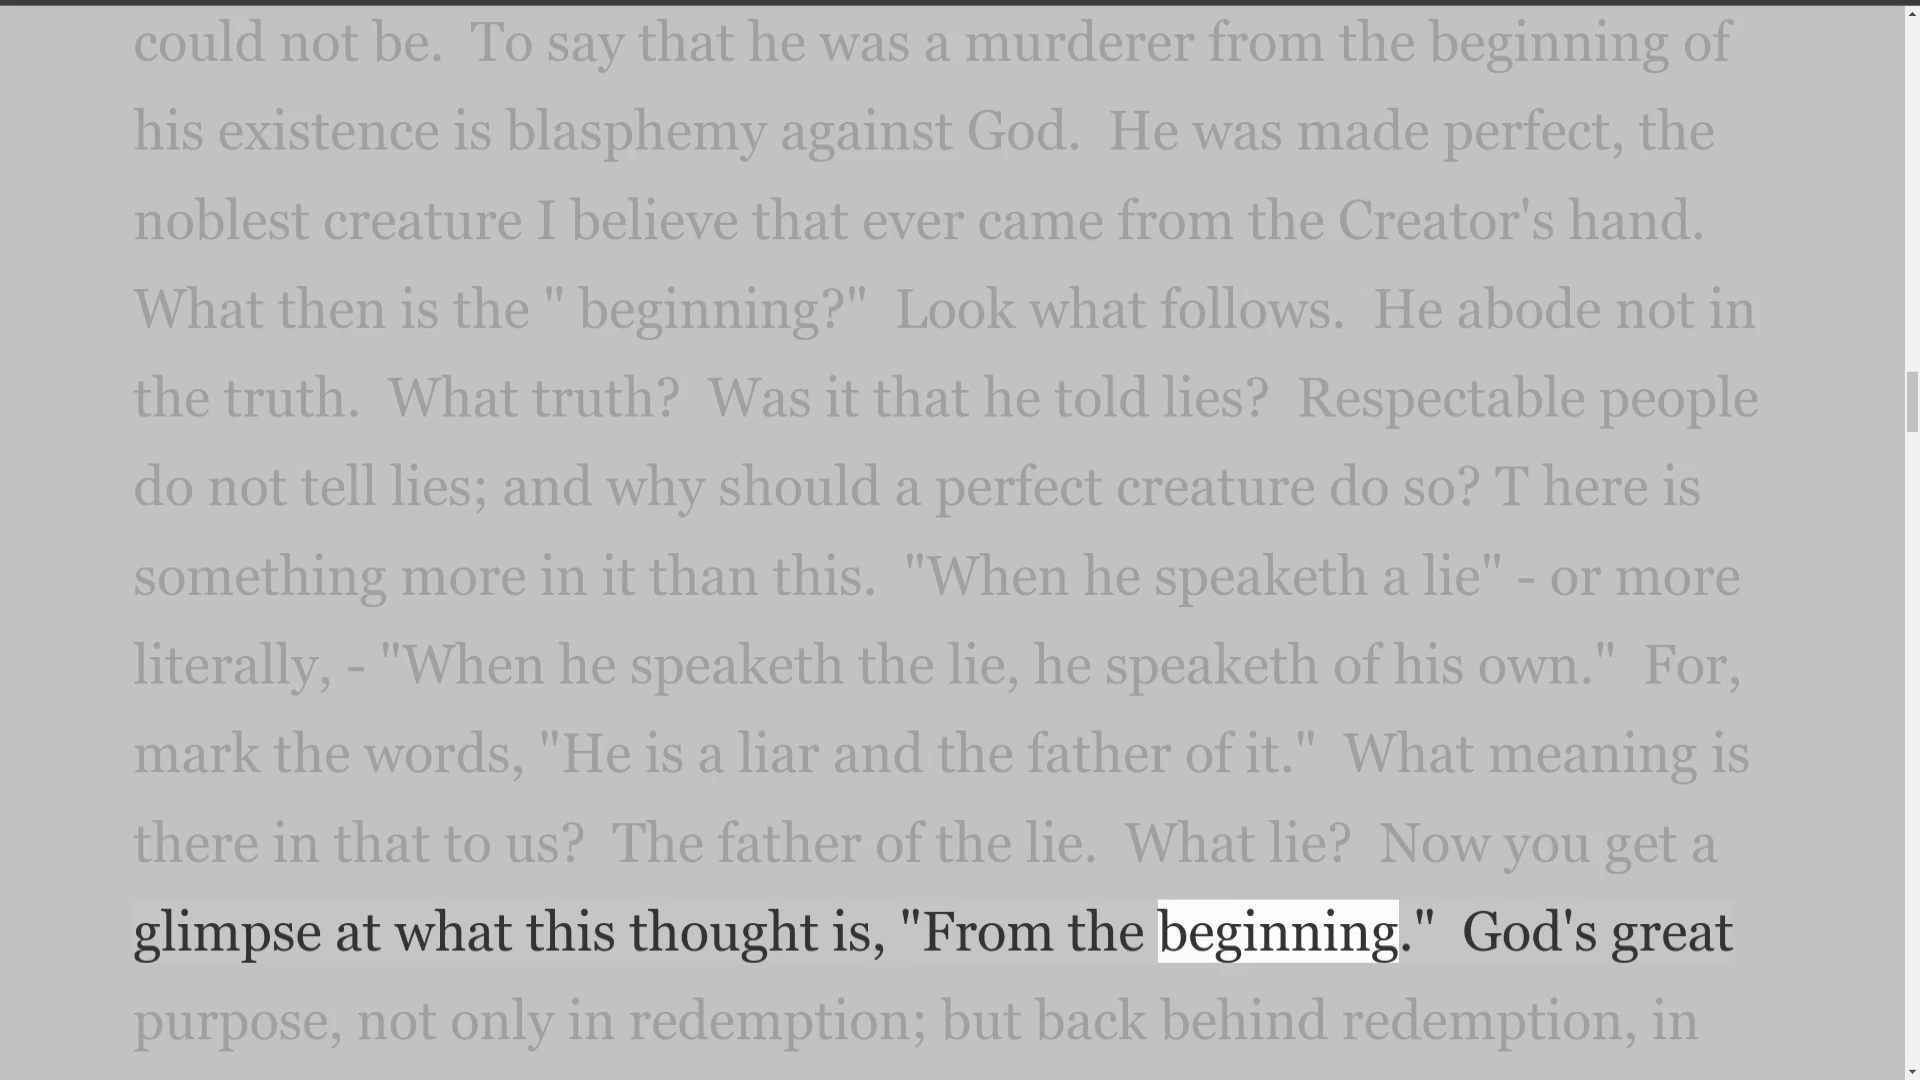 could not be.  To say that he was a murderer from the beginning of
his existence is blasphemy against God.  He was made perfect, the
noblest creature I believe that ever came from the Creator's hand.
What then is the " beginning?"  Look what follows.  He abode not in
the truth.  What truth?  Was it that he told lies?  Respectable people
do not tell lies; and why should a perfect creature do so? T here is
something more in it than this.  "When he speaketh a lie" - or more
literally, - "When he speaketh the lie, he speaketh of his own."  For,
mark the words, "He is a liar and the father of it."  What meaning is
there in that to us?  The father of the lie.  What lie?  Now you get a
glimpse at what this thought is, "From the beginning."  God's great
purpose, not only in redemption; but back behind redemption, in